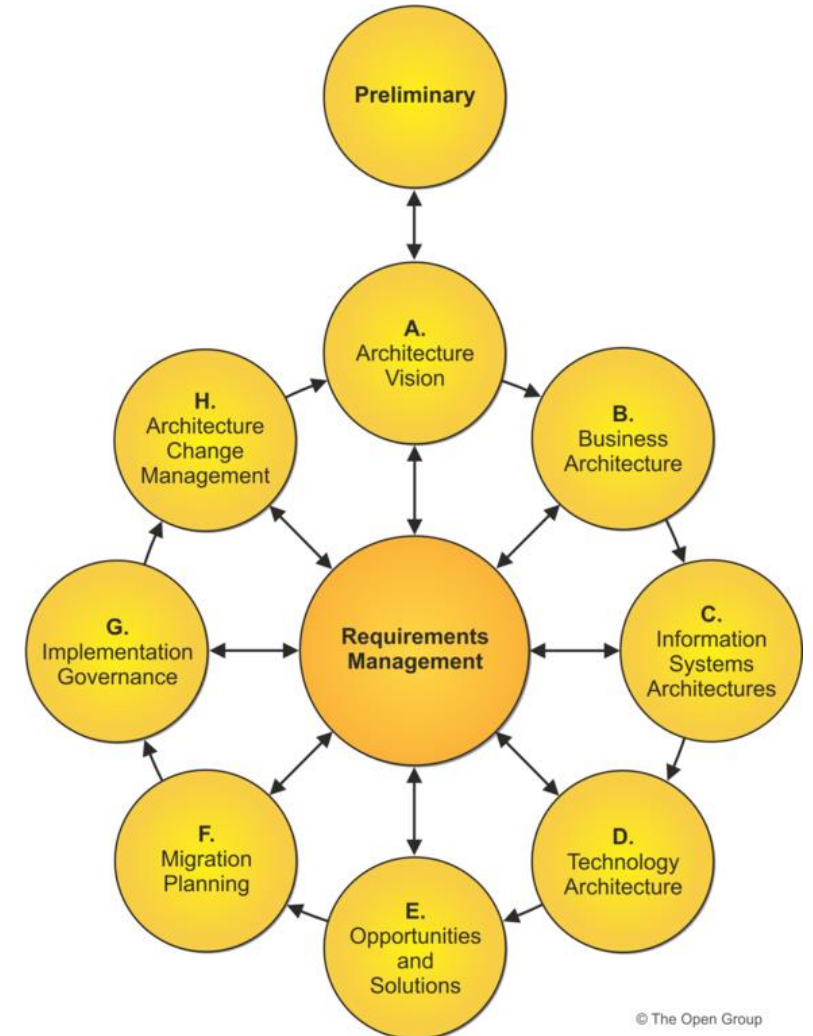 Preliminary
A.
Architecture
Vision
B.
Business
Architecture
C.
Information
Systems
Architectures
D.
Technology
Architecture
E.
Opportunities
and
Solutions
F.
Migration
Planning
G.
Implementation
Governance
H.
Architecture
Change
Management
Requirements
Management
© The Open Group